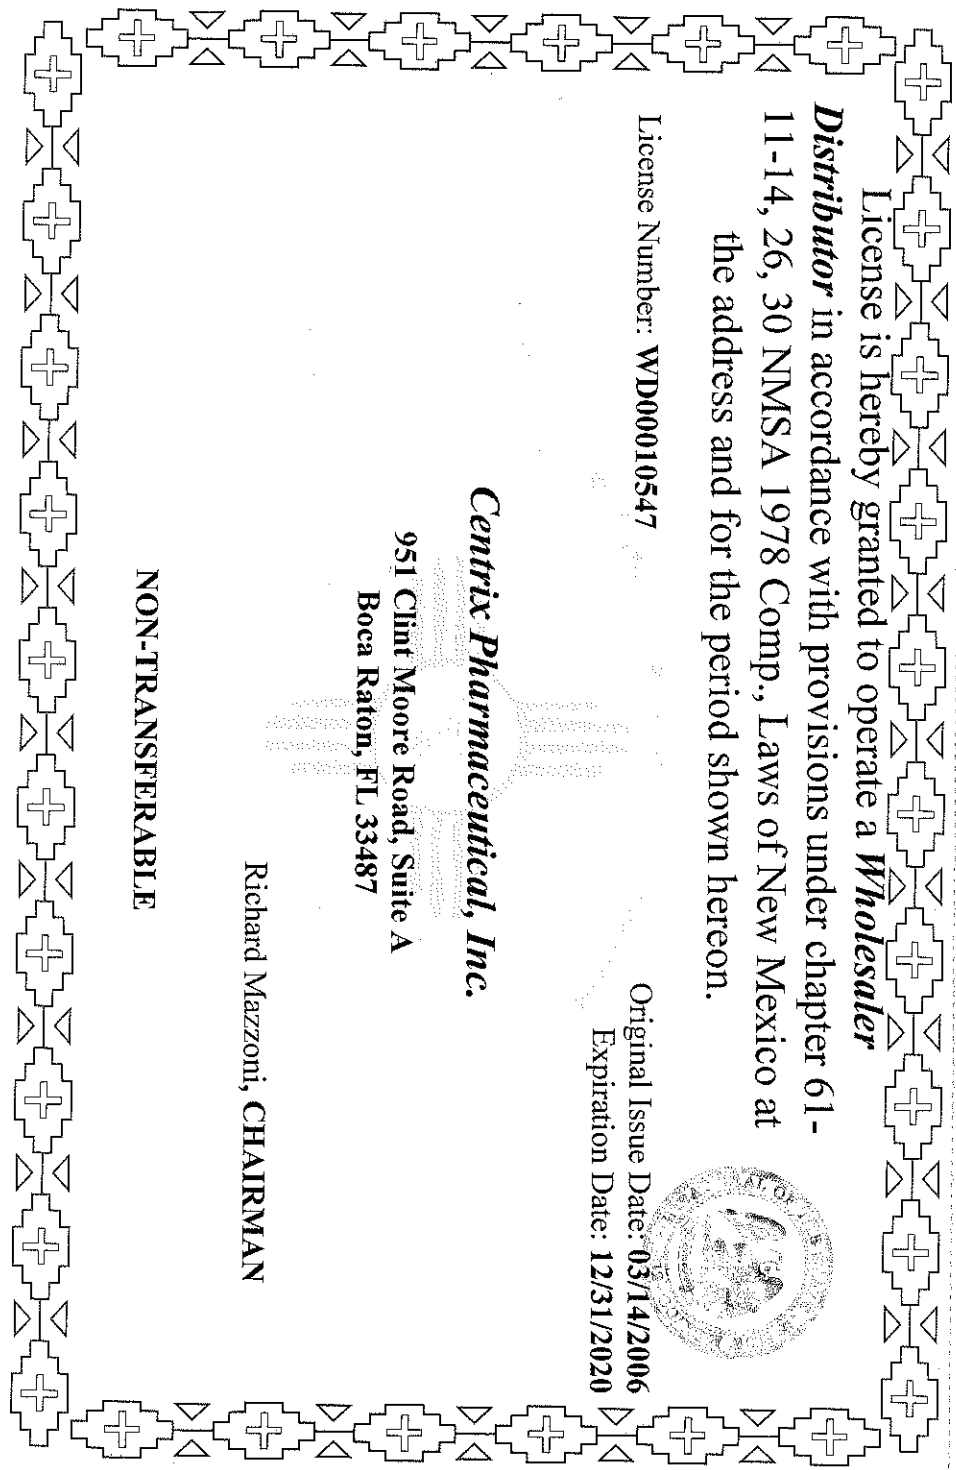 License is hereby granted to operate a Wholesaler
Distributor in accordance with provisions under chapter 61-
11-14, 26, 30 NMSA 1978 Comp., Laws of New Mexico at
the address and for the period shown hereon.
License Number: WD00010547
Original Issue Date: 03/14/2006
Expiration Date: 12/31/2020
Centrix Pharmaceutical, Inc.
951 Clint Moore Road, Suite A
Boca Raton, FL 33487
Richard Mazzoni, CHAIRMAN
NON-TRANSFERABLE